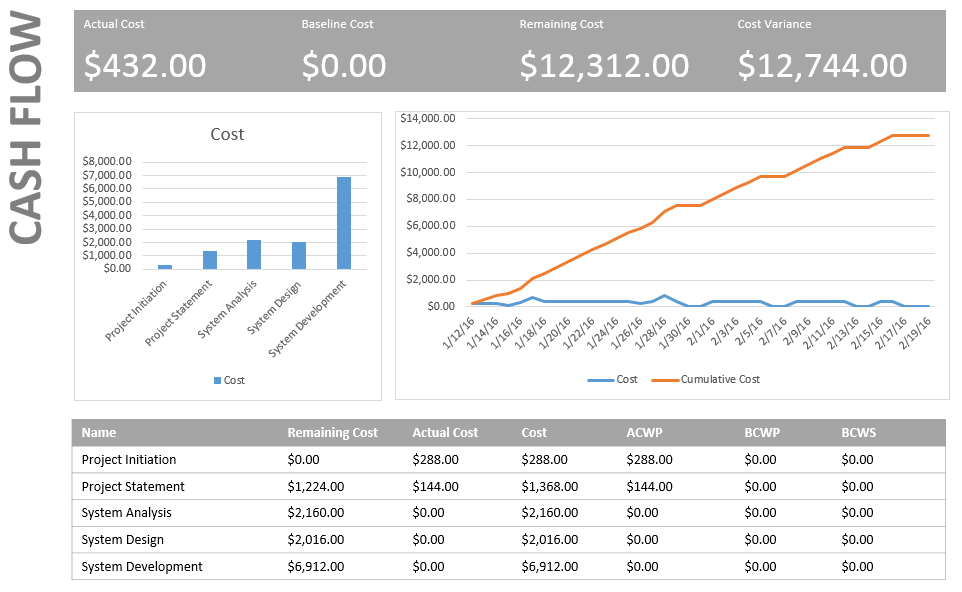 CASH FLOW
Actual Cost Baseline Cost Remaining Cost Cost Variance
$432.00 $0.00 $12,312.00 $12,744.00
Cost
$8,000.00
$7,000.00
$6,000.00
$5,000.00
$4,000.00
$3,000.00
$2,000.00
$1,000.00
$0.00
Project Initiation
Project Statement
System Analysis
System Design
System Development
Cost
$14,000.00
$12,000.00
$10,000.00
$8,000.00
$6,000.00
$4,000.00
$2,000.00
$0.00
1/12/16
1/14/16
1/16/16
1/18/16
1/20/16
1/22/16
1/24/16
1/26/16
1/28/16
1/30/16
2/1/16
2/3/16
2/5/16
2/7/16
2/9/16
2/11/16
2/13/16
2/15/16
2/17/16
2/19/16
Cost Cumulative Cost
Name Remaining Cost Actual Cost Cost ACWP BCWP BCWS
Project Initiation $0.00 $288.00 $288.00 $288.00 $0.00 $0.00
Project Statement $1,224.00 $144.00 $1,368.00 $144.00 $0.00 $0.00
System Analysis $2,160.00 $0.00 $2,160.00 $0.00 $0.00 $0.00
System Design $2,016.00 $0.00 $2,016.00 $0.00 $0.00 $0.00
System Development $6,912.00 $0.00 $6,912.00 $0.00 $0.00 $0.00